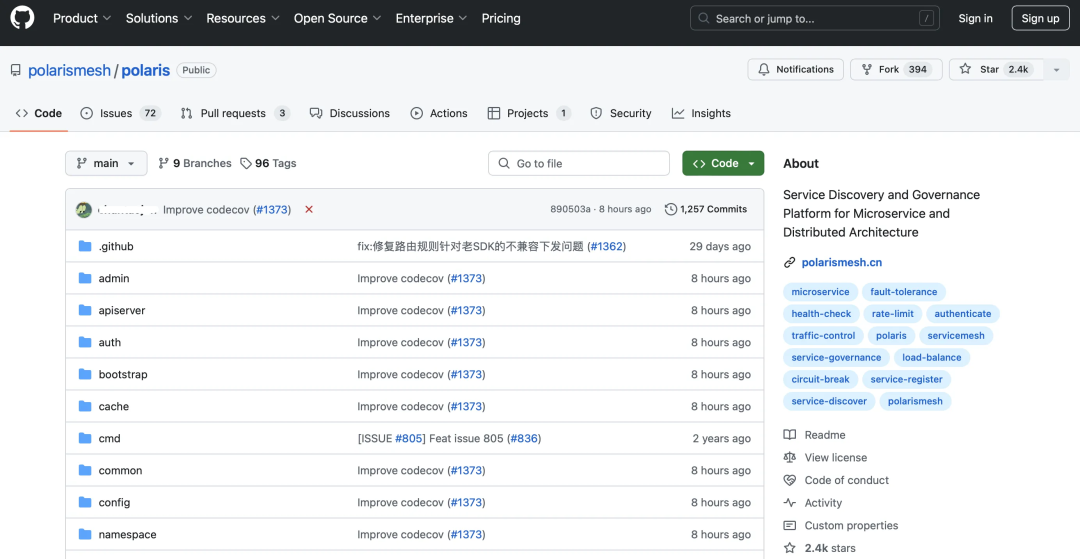 Product Solutions Resources Open Source Enterprise Pricing Search or jump to... / Sign in Sign up
polarismesh / polaris Public Notifications Fork 394 Star 2.4k
Code Issues 72 Pull requests 3 Discussions Actions Projects 1 Security Insights
main 9 Branches 96 Tags Go to file Code
Improve codecov (#1373) 890503a · 8 hours ago 1,257 Commits
.github fix:修复路由规则针对老SDK的不兼容下发问题 (#1362) 29 days ago
admin Improve codecov (#1373) 8 hours ago
apiserver Improve codecov (#1373) 8 hours ago
auth Improve codecov (#1373) 8 hours ago
bootstrap Improve codecov (#1373) 8 hours ago
cache Improve codecov (#1373) 8 hours ago
cmd [ISSUE #805] Feat issue 805 (#836) 2 years ago
common Improve codecov (#1373) 8 hours ago
config Improve codecov (#1373) 8 hours ago
namespace Improve codecov (#1373) 8 hours ago
About
Service Discovery and Governance
Platform for Microservice and
Distributed Architecture
polarismesh.cn
microservice fault-tolerance
health-check rate-limit authenticate
traffic-control polaris servicemesh
service-governance load-balance
circuit-break service-register
service-discover polarismesh
Readme
View license
Code of conduct
Activity
Custom properties
2.4k stars